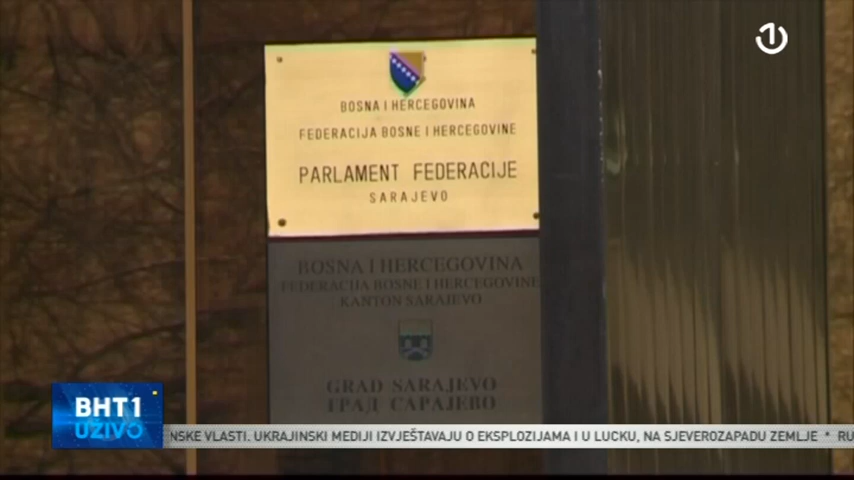 BOSNA I HERCEGOVINA
FEDERACIJA BOSNE I HERCEGOVINE
PARLAMENT FEDERACIJE
SARAJEVO
BOSNA I HERCEGOVINA
FEDERACIJA BOSNE I HERCEGOVINE
KANTON SARAJEVO
GRAD SARAJEVO
ГРАД САРАЈЕВО
BHT1
UŽIVO
NSKE VLASTI. UKRAJINSKI MEDIJI IZVJEŠTAVAJU O EKSPLOZIJAMA I U LUCKU, NA SJEVEROZAPADU ZEMLJE * RU